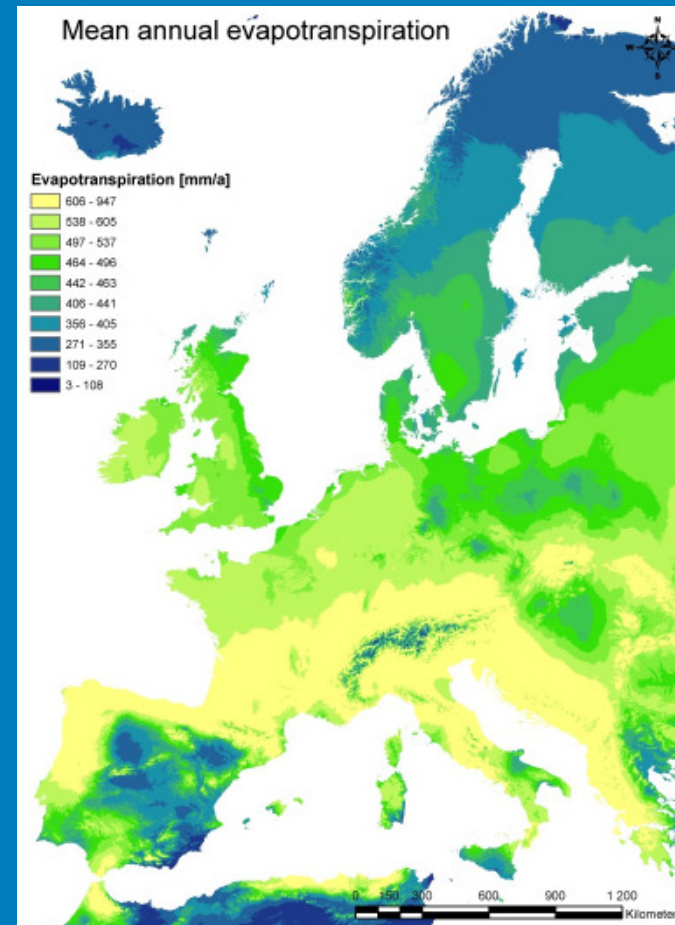 Mean annual evapotranspiration
N
W
S
Evapotranspiration [mm/a]
606 - 947
538 - 605
497 - 537
464 - 496
442 - 463
406 - 441
356 - 405
271 - 355
109 - 270
3 - 108
0 150 300 600 900 1 200
Kilometer